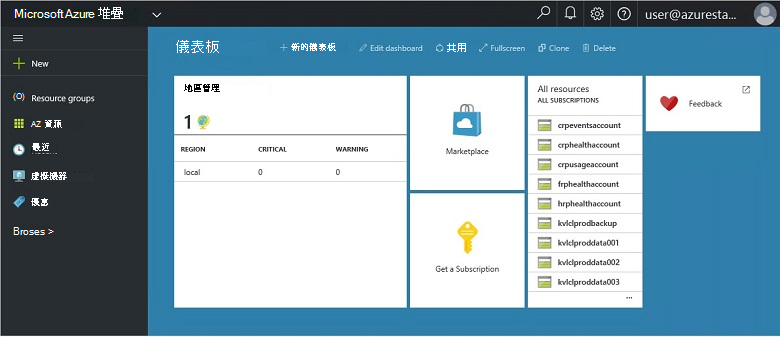 Microsoft Azure 堆疊
user@azuresta...
New
Resource groups
AZ 資源
最近
虛擬機器
優惠
Broses >
儀表板
新的儀表板
Edit dashboard
共用
Fullscreen
Clone
Delete
地區管理
1
REGION CRITICAL WARNING
local 0 0
Marketplace
Get a Subscription
All resources
ALL SUBSCRIPTIONS
crpeventsaccount
crphealthaccount
crpusageaccount
frphealthaccount
hrphealthaccount
kvlclprodbackup
kvlclproddata001
kvlclproddata002
kvlclproddata003
...
Feedback